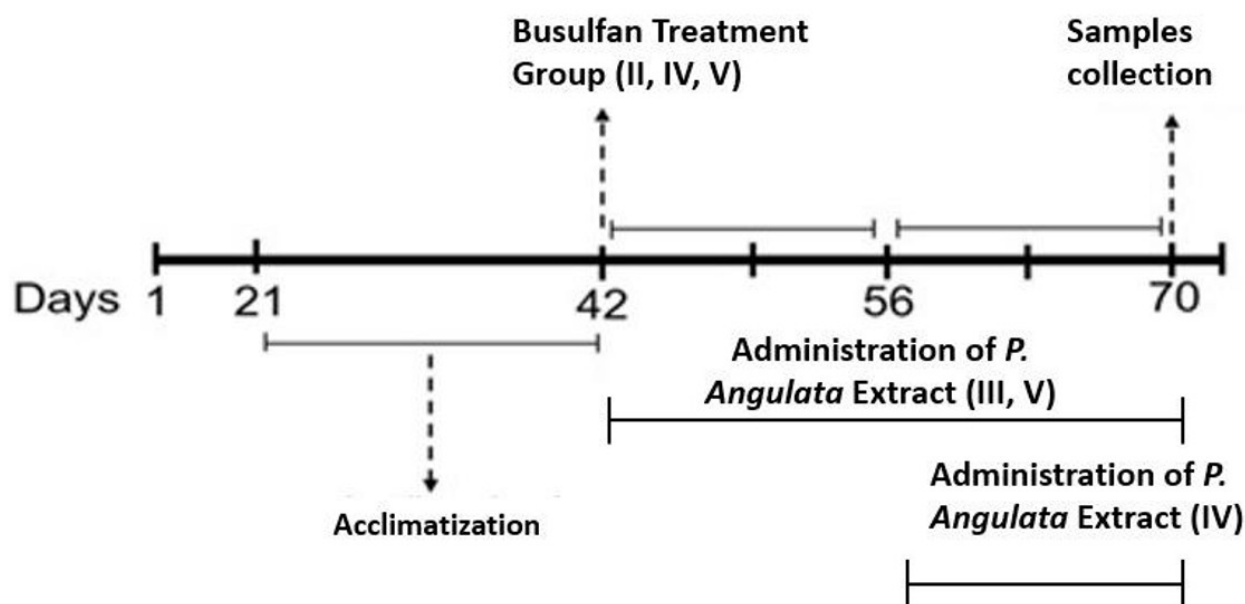 Busulfan Treatment
Group (II, IV, V)
Samples
collection
Days 1 21 42 56 70
Administration of P.
Angulata Extract (III, V)
Acclimatization
Administration of P.
Angulata Extract (IV)